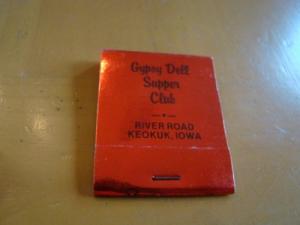 Gypsy Dell
Supper
Club
RIVER ROAD
KEOKUK, IOWA